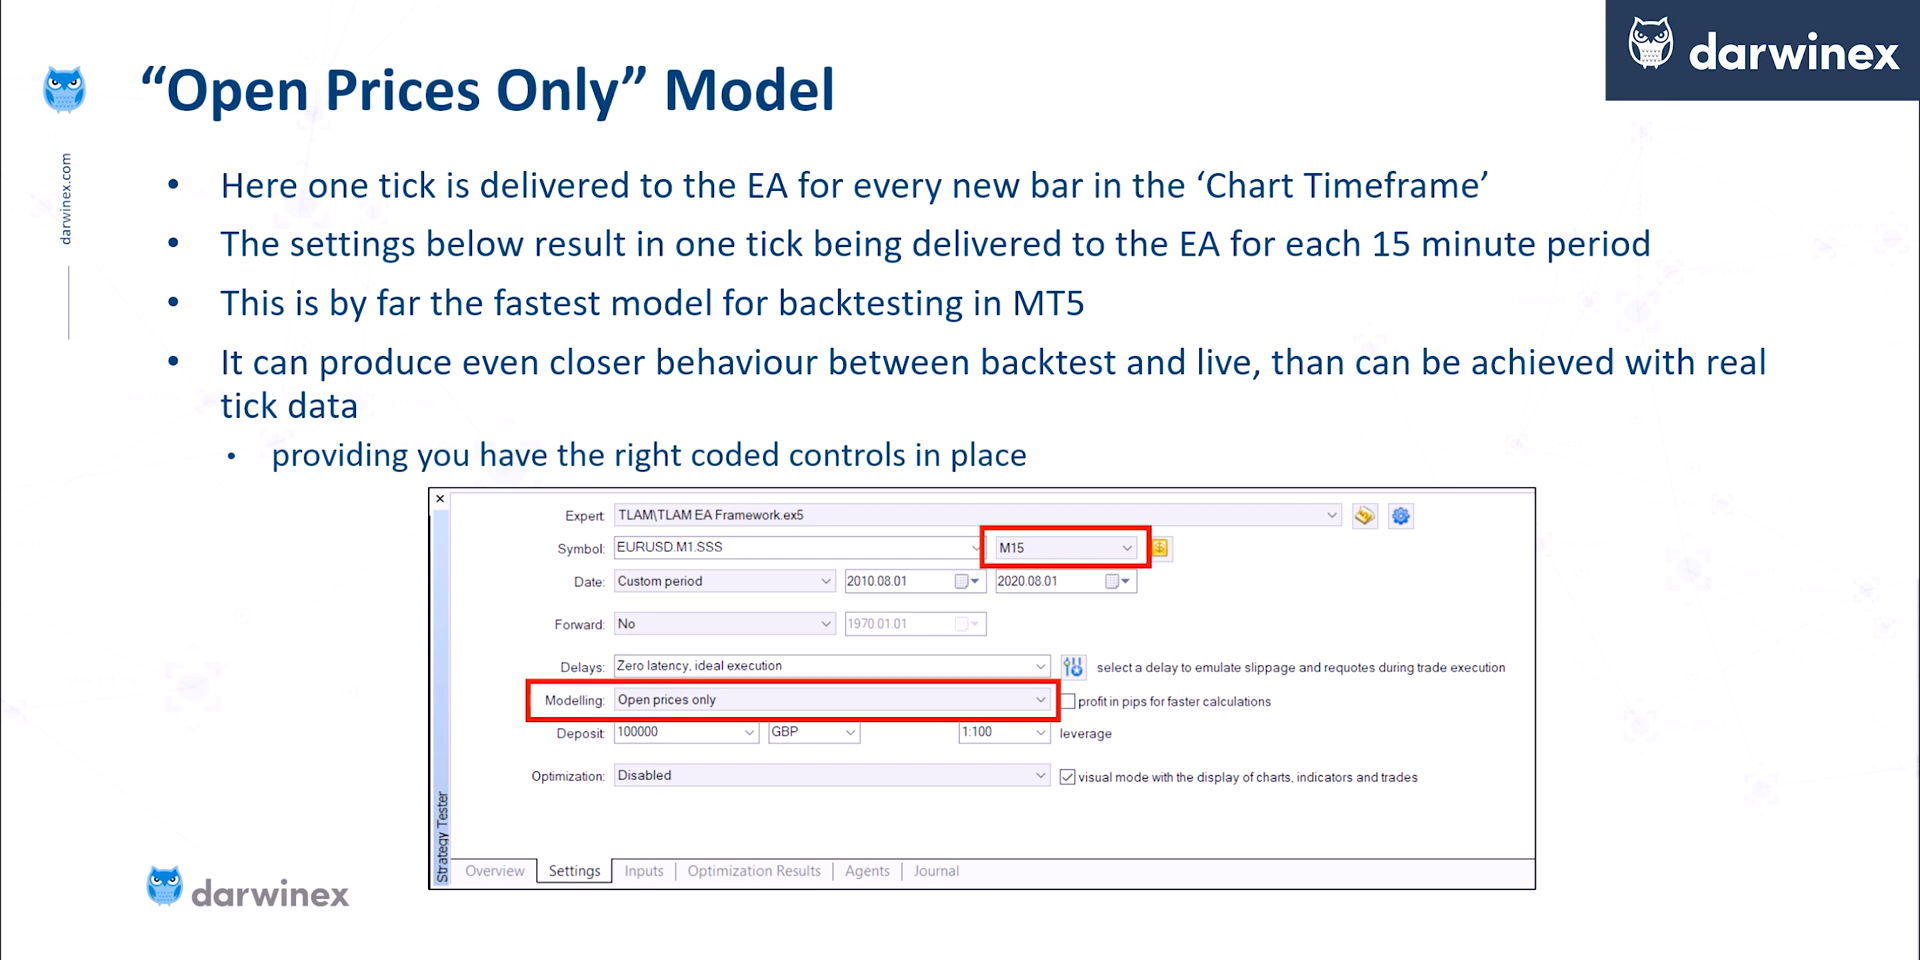 darwinex
“Open Prices Only” Model
darwinex.com
• Here one tick is delivered to the EA for every new bar in the ‘Chart Timeframe’
• The settings below result in one tick being delivered to the EA for each 15 minute period
• This is by far the fastest model for backtesting in MT5
• It can produce even closer behaviour between backtest and live, than can be achieved with real
tick data
• providing you have the right coded controls in place
Expert: TLAM\TLAM EA Framework.ex5
Symbol: EURUSD.M1.SSS M15
Date: Custom period 2010.08.01 2020.08.01
Forward: No 1970.01.01
Delays: Zero latency, ideal execution select a delay to emulate slippage and requotes during trade execution
Modelling: Open prices only profit in pips for faster calculations
Deposit: 100000 GBP 1:100 leverage
Optimization: Disabled visual mode with the display of charts, indicators and trades
Strategy Tester
Overview Settings Inputs Optimization Results Agents Journal
darwinex